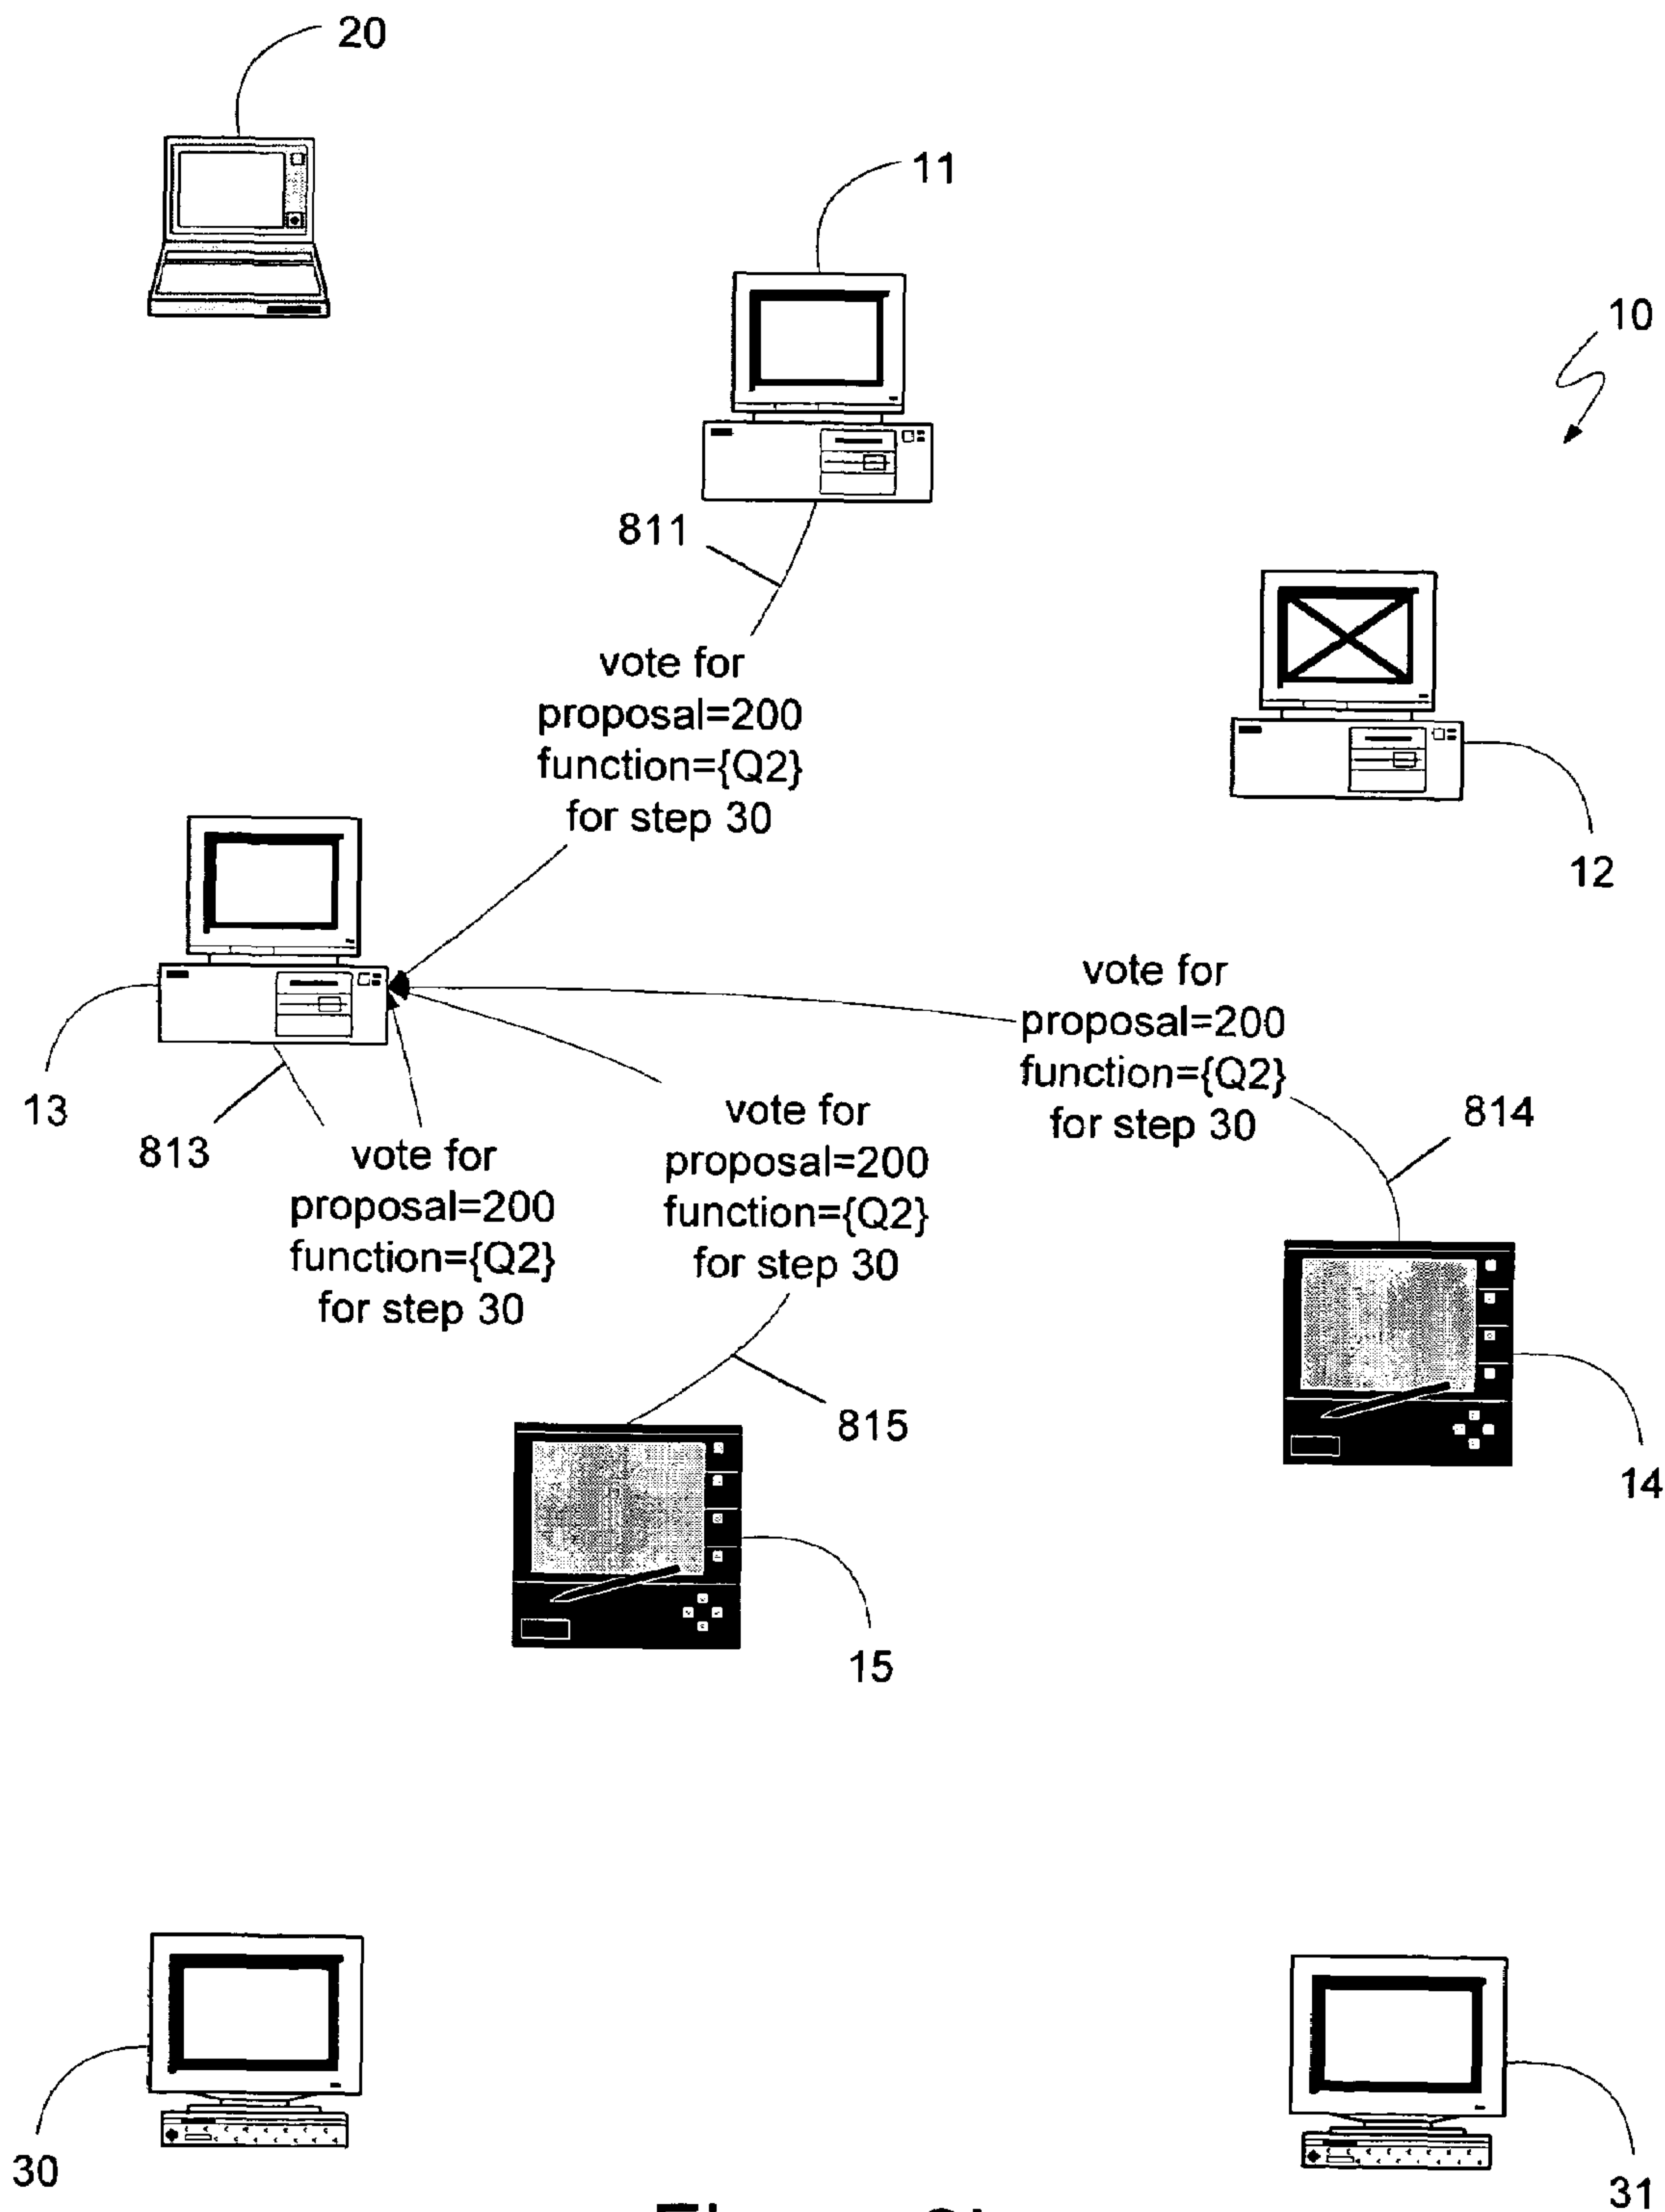 20
11
10
811
vote for
proposal=200
function={Q2}
for step 30
12
13
vote for
proposal=200
function={Q2}
for step 30
814
813
vote for
proposal=200
function={Q2}
for step 30
vote for
proposal=200
function={Q2}
for step 30
815
14
15
30
31